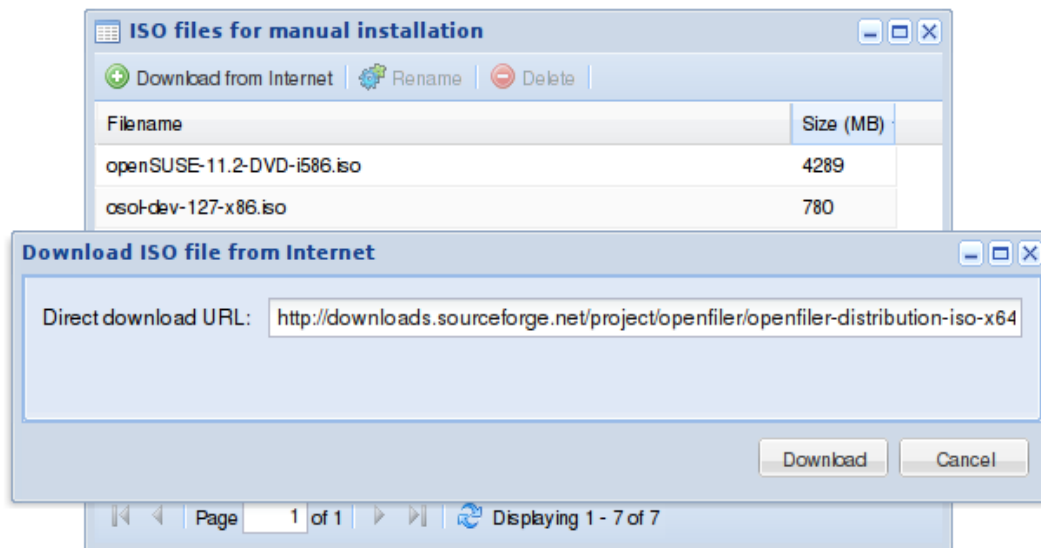 ISO files for manual installation
Download from Internet Rename Delete
Filename Size (MB)
openSUSE-11.2-DVD-i586.iso 4289
osol-dev-127-x86.iso 780
Download ISO file from Internet
Direct download URL: http://downloads.sourceforge.net/project/openfiler/openfiler-distribution-iso-x64
Download Cancel
Page 1 of 1 Displaying 1 - 7 of 7